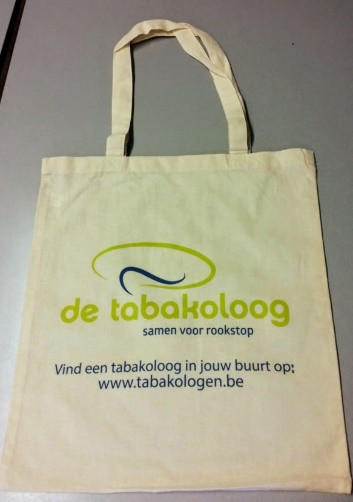 de tabakoloog
samen voor rookstop
Vind een tabakoloog in jouw buurt op:
www.tabakologen.be